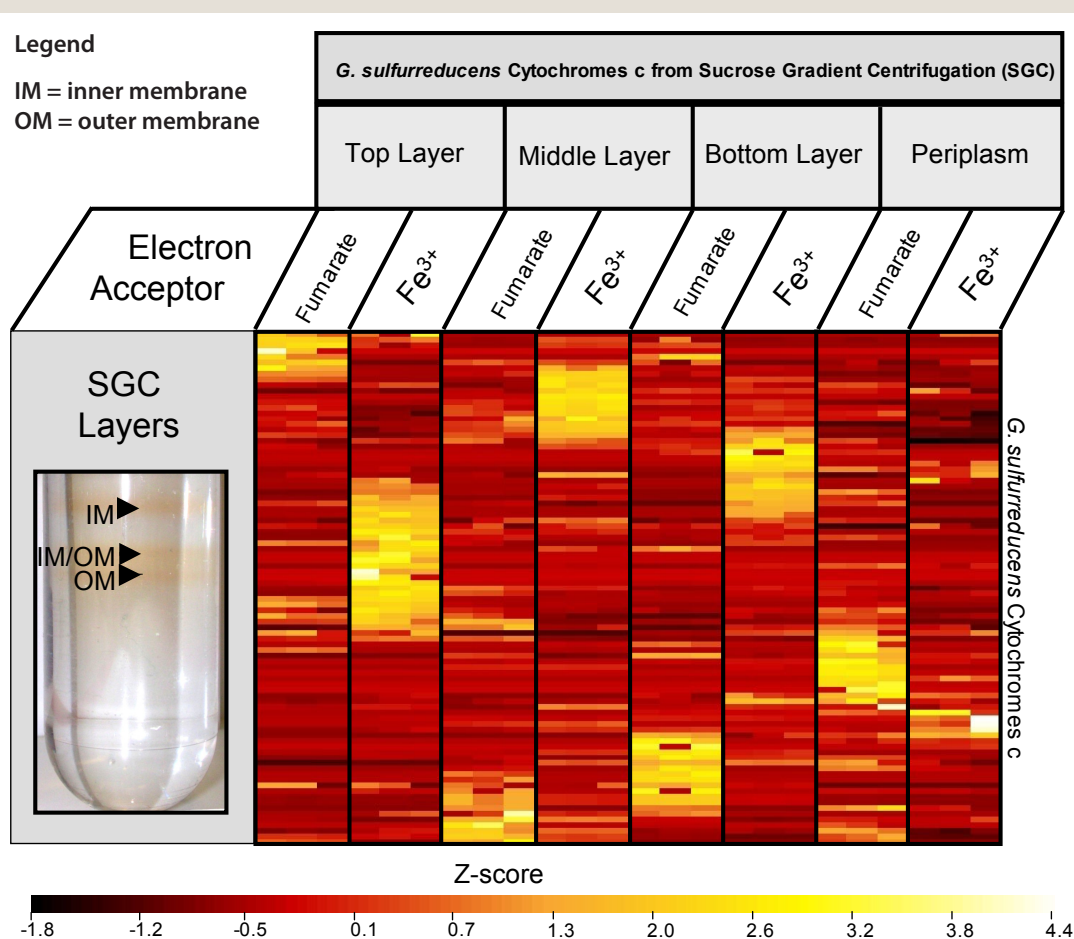 Legend
IM = inner membrane
OM = outer membrane
G. sulfurreducens Cytochromes c from Sucrose Gradient Centrifugation (SGC)
Top Layer
Middle Layer
Bottom Layer
Periplasm
Electron
Acceptor
Fumarate
Fe³⁺
Fumarate
Fe³⁺
Fumarate
Fe³⁺
Fumarate
Fe³⁺
SGC
Layers
IM
IM/OM
OM
G. sulfurreducens Cytochromes c
Z-score
-1.8 -1.2 -0.5 0.1 0.7 1.3 2.0 2.6 3.2 3.8 4.4